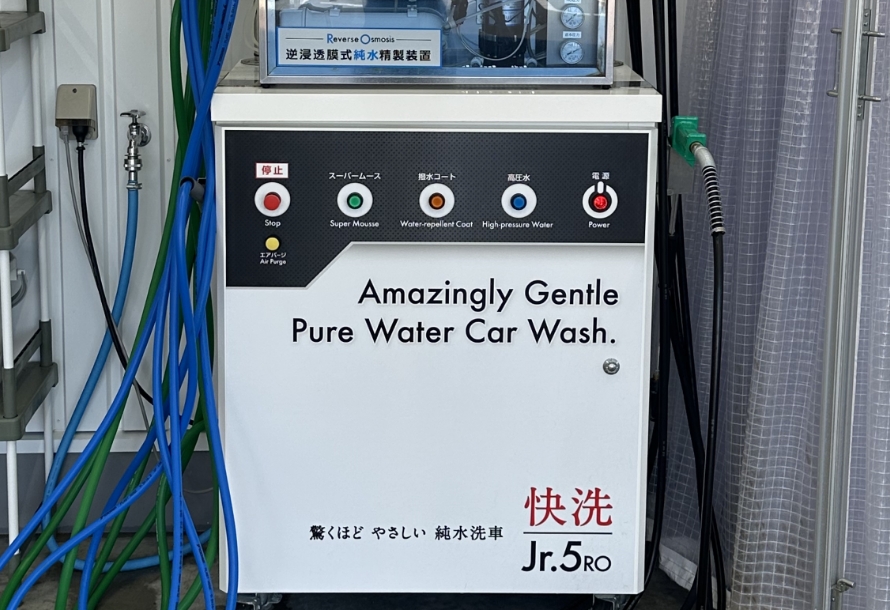 Reverse Osmosis
逆浸透膜式純水精製装置
停止
Stop
スーパームース
Super Mousse
撥水コート
Water-repellent Coat
高圧水
High-pressure Water
電源
Power
エアパージ
Air Purge
Amazingly Gentle
Pure Water Car Wash.
驚くほど やさしい 純水洗車
快洗
Jr.5RO